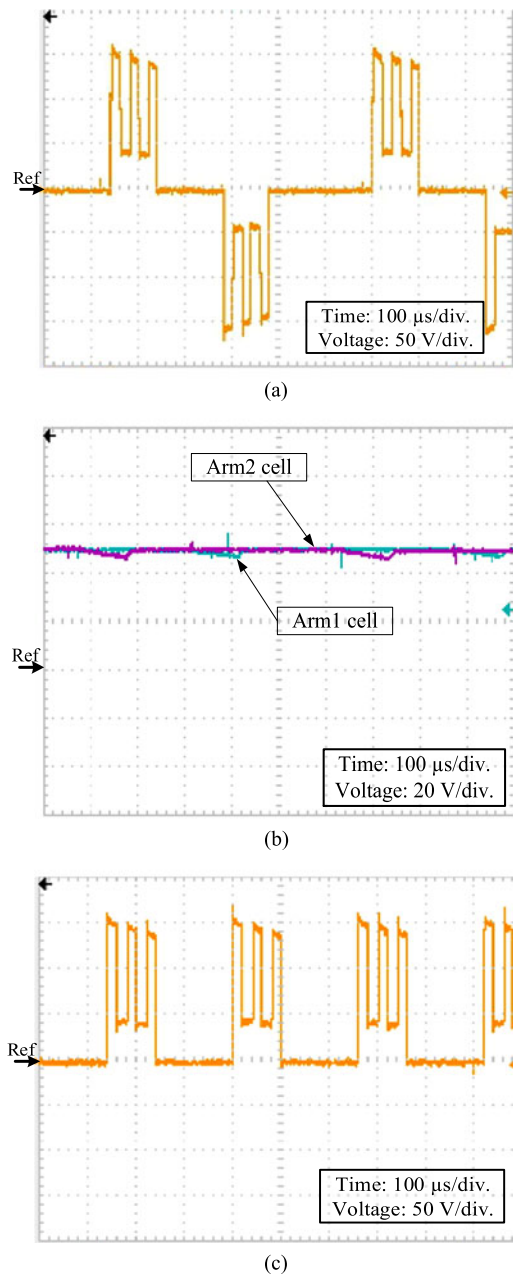 Ref
Time: 100 µs/div.
Voltage: 50 V/div.
(a)
Arm2 cell
Arm1 cell
Ref
Time: 100 µs/div.
Voltage: 20 V/div.
(b)
Ref
Time: 100 µs/div.
Voltage: 50 V/div.
(c)